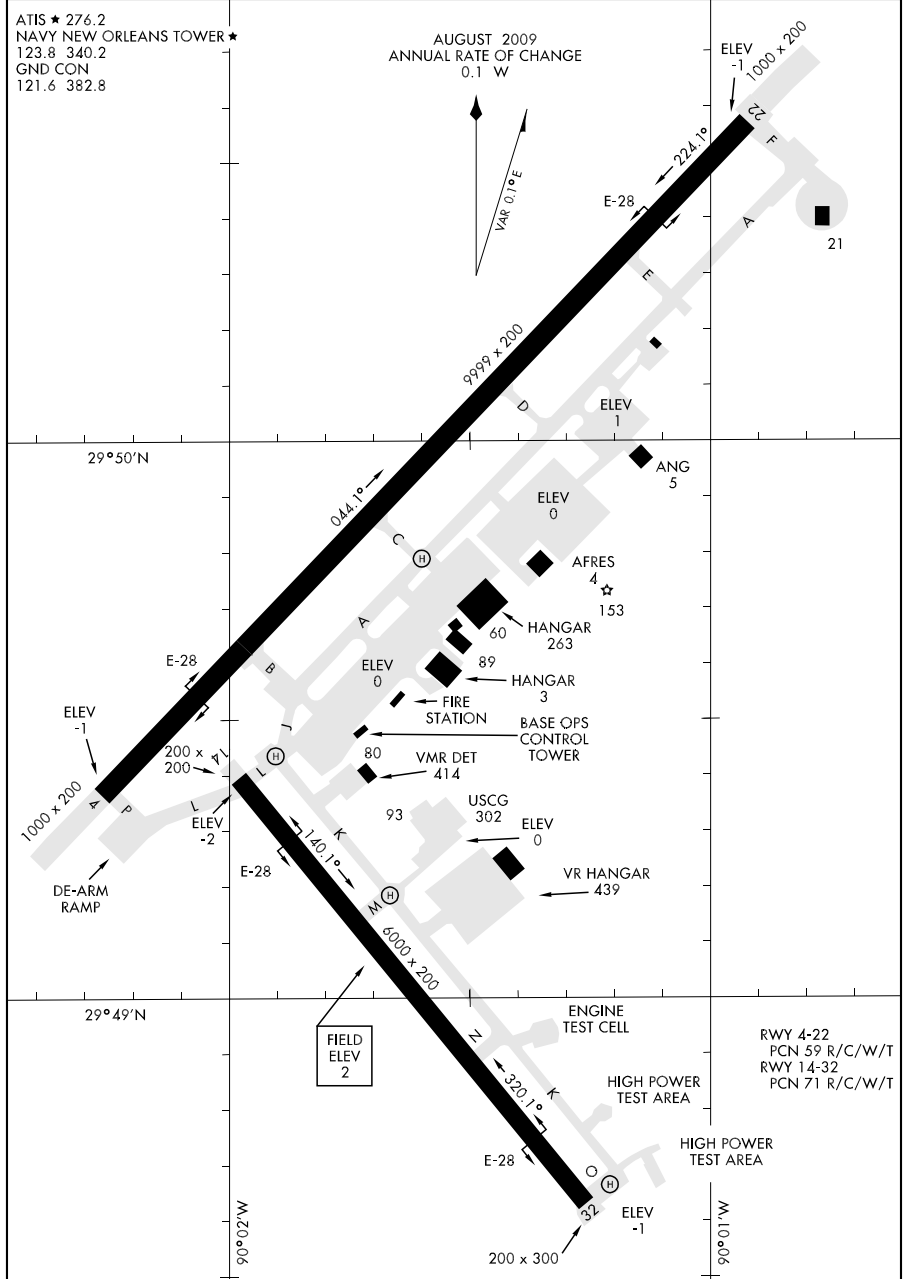 ATIS ★ 276.2
NAVY NEW ORLEANS TOWER ★
123.8 340.2
GND CON
121.6 382.8
AUGUST 2009
ANNUAL RATE OF CHANGE
0.1 W
VAR 0.1° E
ELEV
-1
1000 x 200
22
F
224.1°
E-28
A
21
E
9999 x 200
D
ELEV
1
29°50'N
ANG
5
044.1°
ELEV
0
C
H
AFRES
4
153
HANGAR
263
60
A
89
HANGAR
3
E-28
B
ELEV
0
FIRE
STATION
BASE OPS
CONTROL
TOWER
ELEV
-1
J
200 x
200
14
H
L
80
VMR DET
414
1000 x 200
4
P
L
ELEV
-2
93
USCG
302
ELEV
0
K
140.1°
E-28
DE-ARM
RAMP
VR HANGAR
439
M
H
6000 x 200
29°49'N
ENGINE
TEST CELL
FIELD
ELEV
2
N
RWY 4-22
PCN 59 R/C/W/T
RWY 14-32
PCN 71 R/C/W/T
320.1°
K
HIGH POWER
TEST AREA
HIGH POWER
TEST AREA
E-28
O
H
32
ELEV
-1
200 x 300
90°02'W
90°01'W